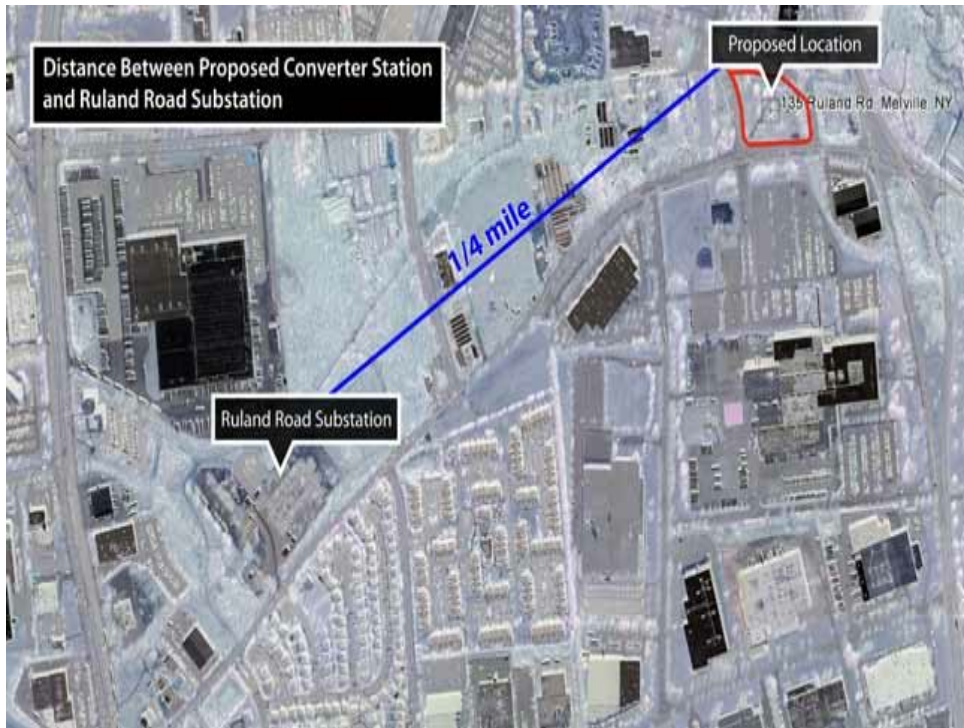 Distance Between Proposed Converter Station
and Ruland Road Substation
Proposed Location
135 Ruland Rd Melville NY
1/4 mile
Ruland Road Substation